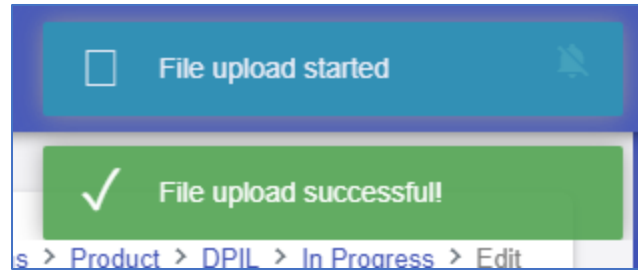 File upload started
File upload successful!
s > Product > DPIL > In Progress > Edit